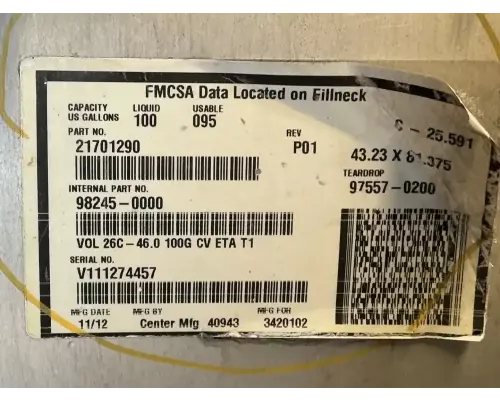 FMCSA Data Located on Fillneck
CAPACITY LIQUID USABLE
US GALLONS 100 095
C - 25.591
PART NO. REV
21701290 P01 43.23 X 81.375
TEARDROP
INTERNAL PART NO. 97557-0200
98245-0000
VOL 26C-46.0 100G CV ETA T1
SERIAL NO.
V111274457
MFG DATE MFG BY MFG FOR
11/12 Center Mfg 40943 3420102